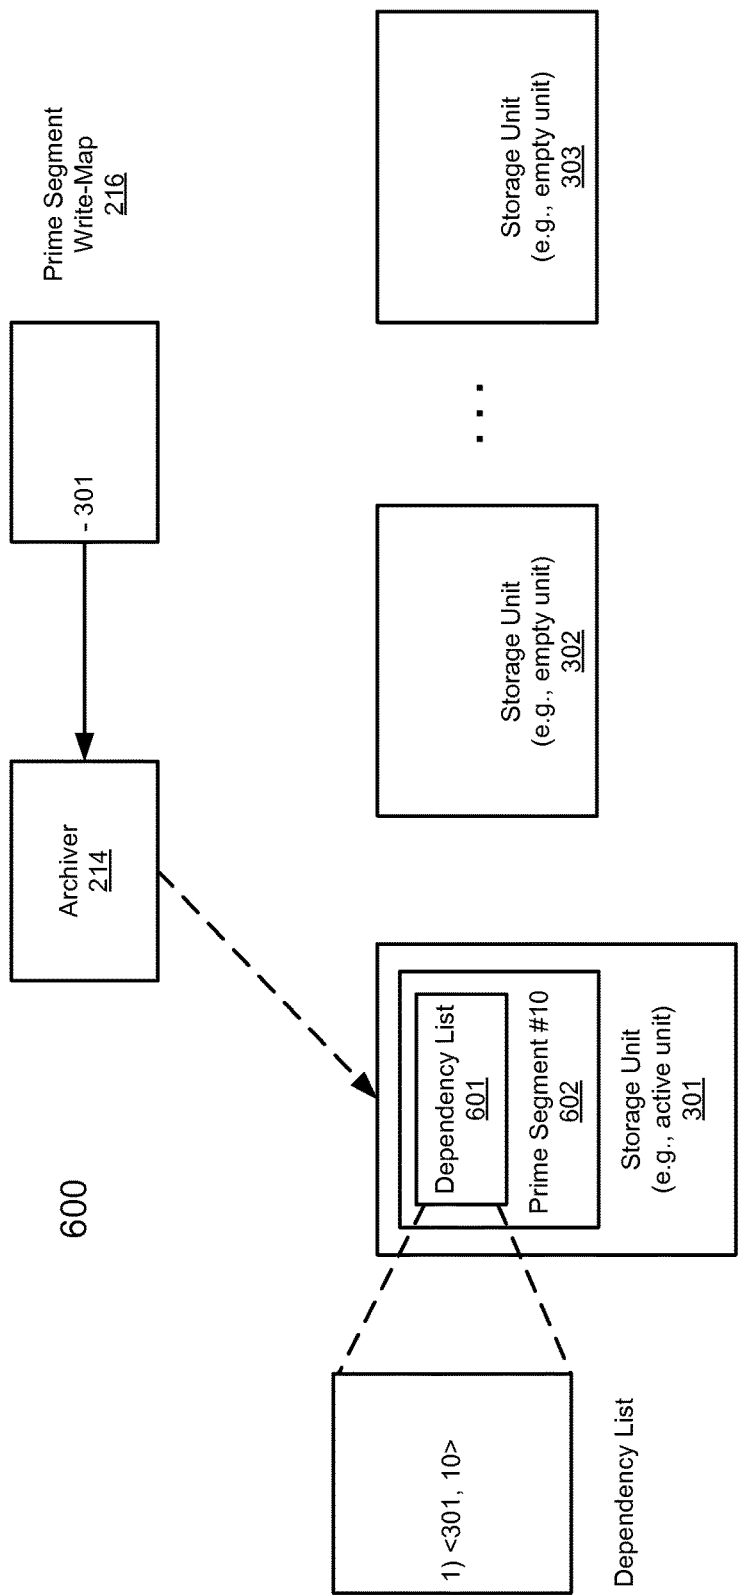 600
Archiver
214
- 301
Prime Segment
Write-Map
216
1) <301, 10>
Dependency List
Dependency List
601
Prime Segment #10
602
Storage Unit
(e.g., active unit)
301
Storage Unit
(e.g., empty unit)
302
. . .
Storage Unit
(e.g., empty unit)
303